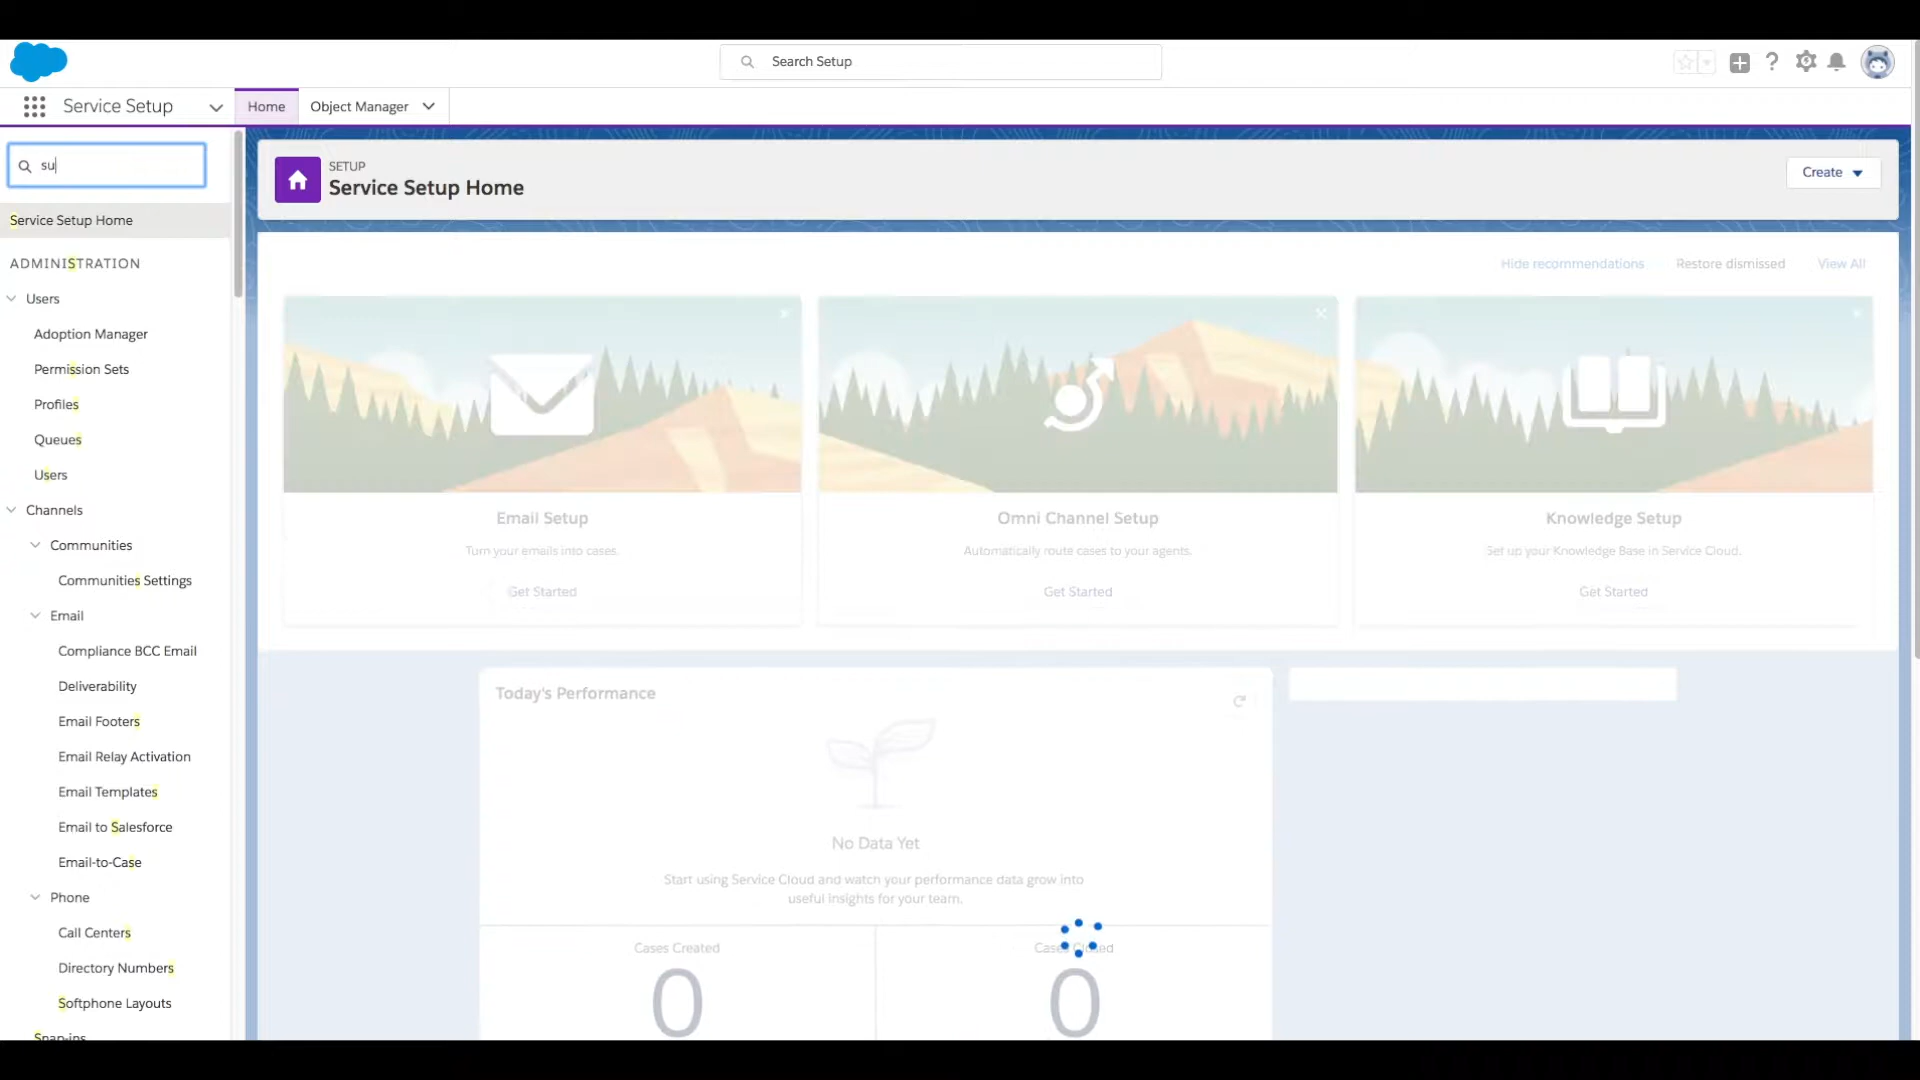 Search Setup
Service Setup
Home
Object Manager
su
Service Setup Home
ADMINISTRATION
Users
Adoption Manager
Permission Sets
Profiles
Queues
Users
Channels
Communities
Communities Settings
Email
Compliance BCC Email
Deliverability
Email Footers
Email Relay Activation
Email Templates
Email to Salesforce
Email-to-Case
Phone
Call Centers
Directory Numbers
Softphone Layouts
Snap-ins
SETUP
Service Setup Home
Create
Hide recommendations
Restore dismissed
View All
Email Setup
Turn your emails into cases.
Get Started
Omni Channel Setup
Automatically route cases to your agents.
Get Started
Knowledge Setup
Set up your Knowledge Base in Service Cloud.
Get Started
Today's Performance
No Data Yet
Start using Service Cloud and watch your performance data grow into
useful insights for your team.
Cases Created
0
Cases Closed
0